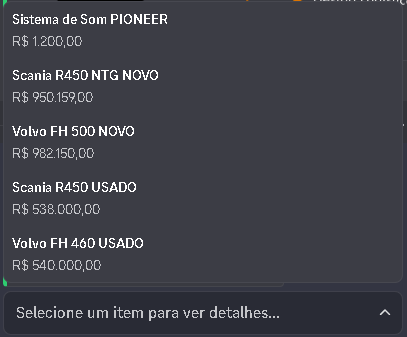 Sistema de Som PIONEER
R$ 1.200,00
Scania R450 NTG NOVO
R$ 950.159,00
Volvo FH 500 NOVO
R$ 982.150,00
Scania R450 USADO
R$ 538.000,00
Volvo FH 460 USADO
R$ 540.000,00
Selecione um item para ver detalhes...